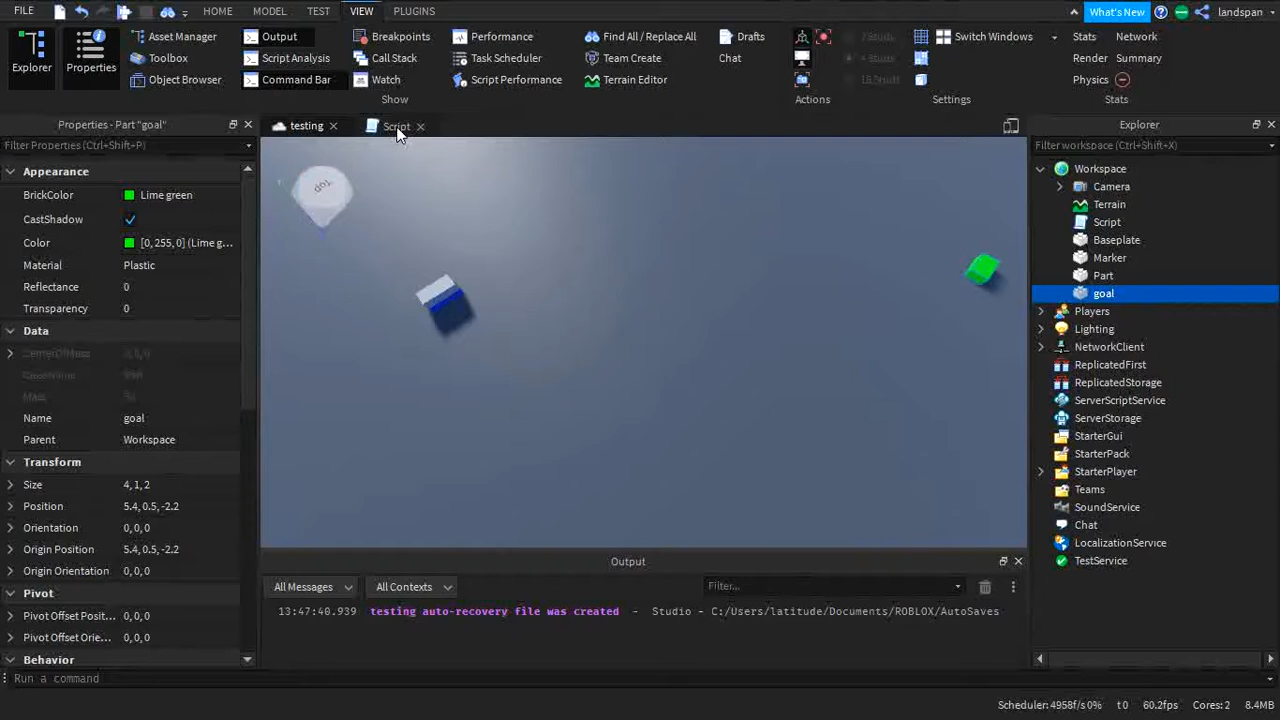 FILE HOME MODEL TEST VIEW PLUGINS What's New landspan
Explorer
Properties
Asset Manager
Toolbox
Object Browser
Output
Script Analysis
Command Bar
Breakpoints
Call Stack
Watch
Performance
Task Scheduler
Script Performance
Find All / Replace All
Team Create
Terrain Editor
Drafts
Chat
Show
Actions
Switch Windows
Settings
Stats Network
Render Summary
Physics
Stats
Properties - Part "goal"
Filter Properties (Ctrl+Shift+P)
Appearance
BrickColor Lime green
CastShadow
Color [0, 255, 0] (Lime g...
Material Plastic
Reflectance 0
Transparency 0
Data
Name goal
Parent Workspace
Transform
Size 4, 1, 2
Position 5.4, 0.5, -2.2
Orientation 0, 0, 0
Origin Position 5.4, 0.5, -2.2
Origin Orientation 0, 0, 0
Pivot
Pivot Offset Posit... 0, 0, 0
Pivot Offset Orie... 0, 0, 0
Behavior
testing
Script
Top
Output
All Messages
All Contexts
Filter...
13:47:40.939 testing auto-recovery file was created - Studio - C:/Users/latitude/Documents/ROBLOX/AutoSaves
Explorer
Filter workspace (Ctrl+Shift+X)
Workspace
Camera
Terrain
Script
Baseplate
Marker
Part
goal
Players
Lighting
NetworkClient
ReplicatedFirst
ReplicatedStorage
ServerScriptService
ServerStorage
StarterGui
StarterPack
StarterPlayer
Teams
SoundService
Chat
LocalizationService
TestService
Run a command
Scheduler: 4958f/s 0% t 0 60.2fps Cores: 2 8.4MB